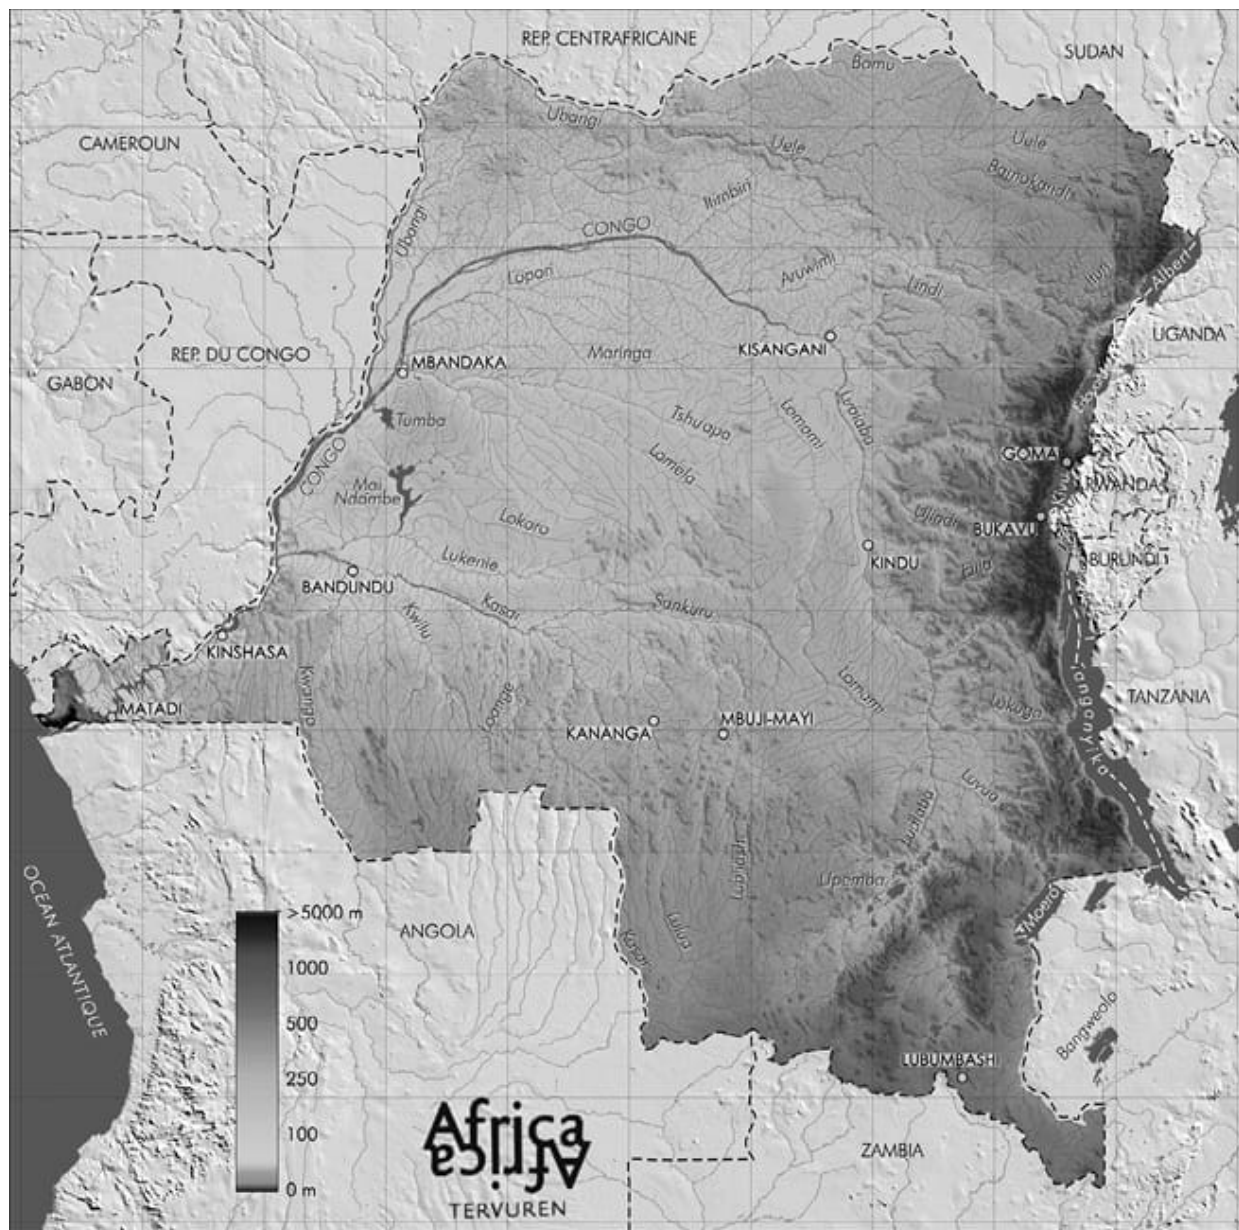 REP. CENTRAFRICAINE
SUDAN
Bomu
CAMEROUN
Ubangi
Uele
Uele
Bomokandi
Itimbiri
Ubangi
CONGO
Lopori
Aruwimi
Lindi
Ituri
Albert
REP. DU CONGO
GABON
MBANDAKA
Maringa
KISANGANI
UGANDA
Tumba
Tshuapa
Lomami
Lualaba
CONGO
Mai
Ndombe
Lomela
GOMA
Kivu
RWANDA
Lokoro
Ulindi
BUKAVU
BANDUNDU
Lukenie
KINDU
Elila
BURUNDI
Kwilu
Kasai
Sankuru
KINSHASA
MATADI
Kwango
Loange
KANANGA
MBUJI-MAYI
Lomami
Lukuga
Tanganyika
TANZANIA
Luvua
Lualaba
Lubilash
Upemba
OCEAN ATLANTIQUE
ANGOLA
Kasai
Lulua
Moero
>5000 m
1000
500
250
100
0 m
Bangweolo
LUBUMBASHI
ZAMBIA
Africa
Africa
TERVUREN